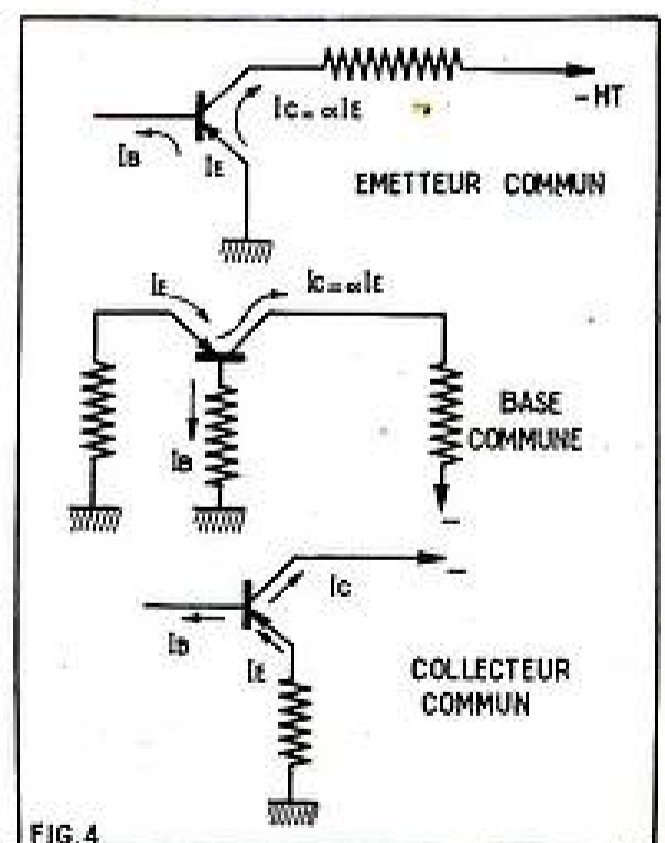 IC = αIE
-HT
IB
IE
EMETTEUR COMMUN
IE
IC = αIE
IB
BASE
COMMUNE
-
-
IC
IB
IE
COLLECTEUR
COMMUN
FIG. 4